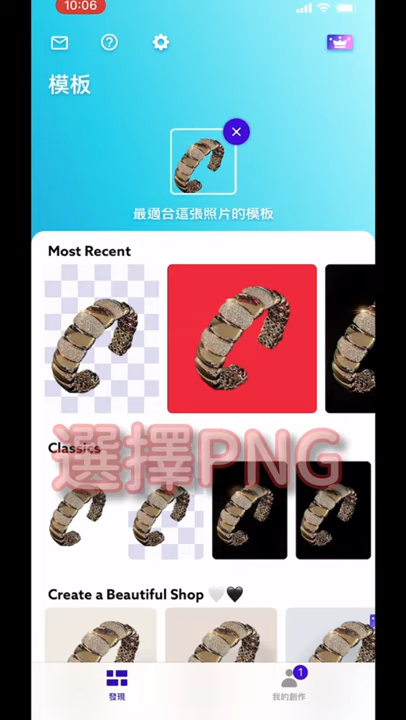 10:06
模板
最適合這張照片的模板
Most Recent
Classics
選擇PNG
Create a Beautiful Shop 🤍🖤
發現
1
我的創作